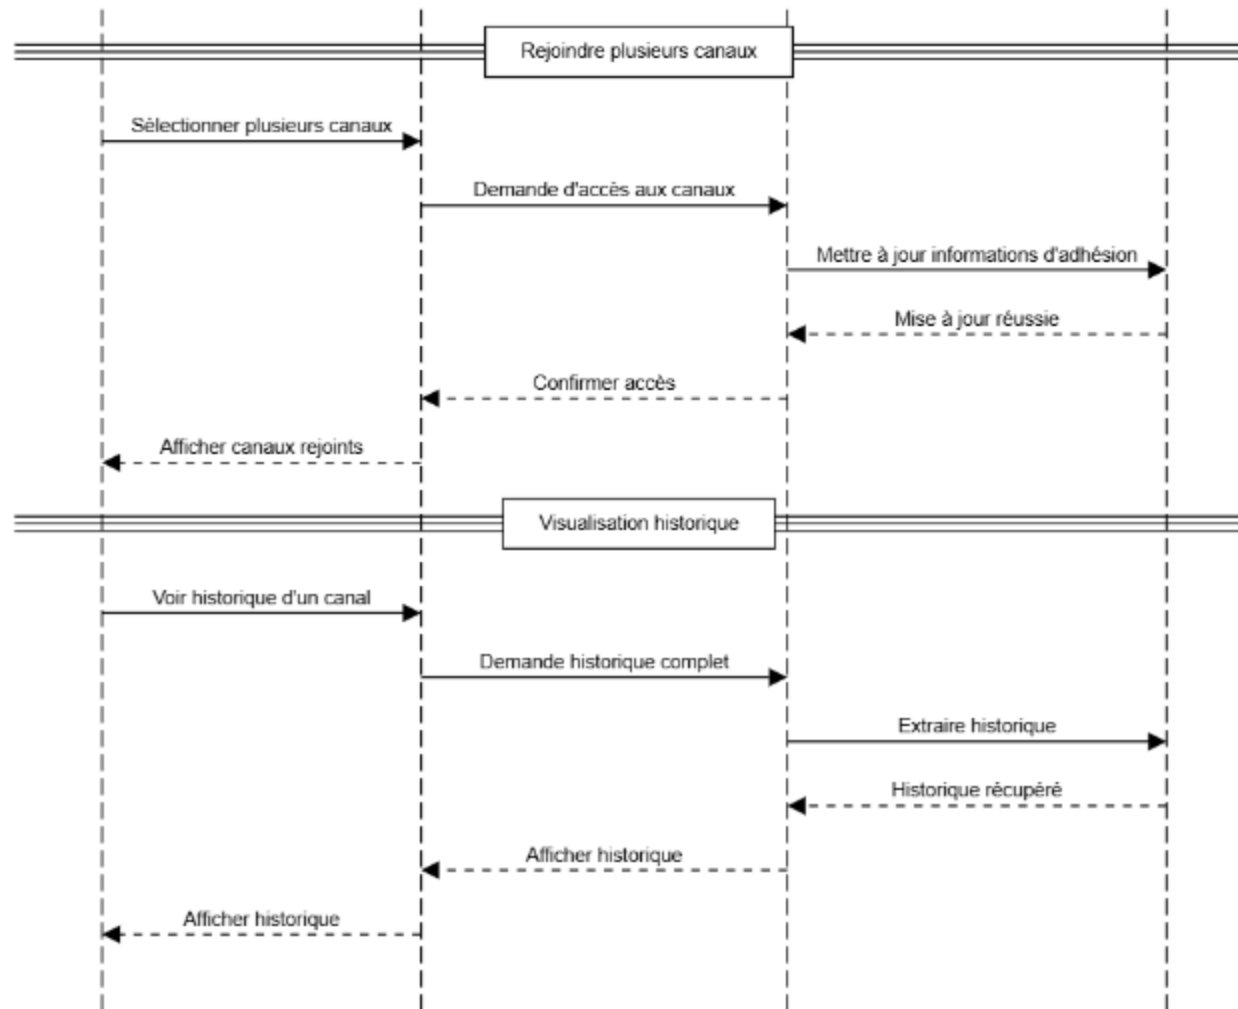 Rejoindre plusieurs canaux
Sélectionner plusieurs canaux
Demande d'accès aux canaux
Mettre à jour informations d'adhésion
Mise à jour réussie
Confirmer accès
Afficher canaux rejoints
Visualisation historique
Voir historique d'un canal
Demande historique complet
Extraire historique
Historique récupéré
Afficher historique
Afficher historique